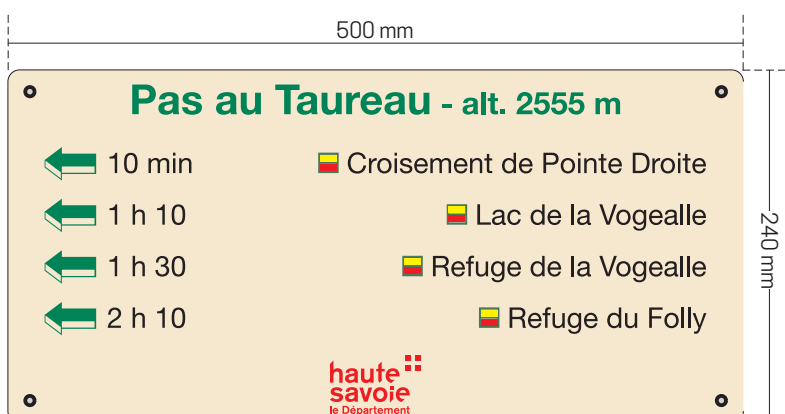 500 mm
Pas au Taureau - alt. 2555 m
10 min Croisement de Pointe Droite
1 h 10 Lac de la Vogealle
1 h 30 Refuge de la Vogealle
2 h 10 Refuge du Folly
240 mm
haute
savoie
le Département